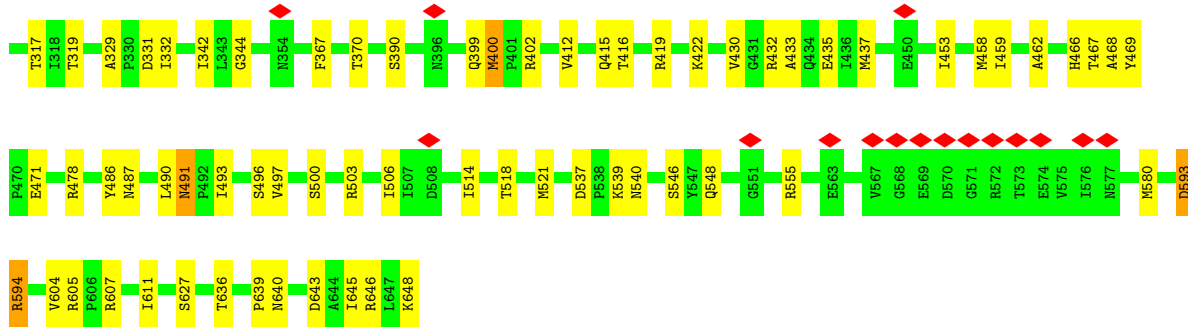 T317 I318 T319 A329 P330 D331 I332 I342 L343 G344 N354 F367 T370 S390 N396 Q399 M400 P401 R402 V412 Q415 T416 R419 K422 V430 G431 R432 A433 Q434 E435 I436 M437 E450 I453 M458 I459 A462 H466 T467 A468 Y469
P470 E471 R478 Y486 N487 L490 N491 P492 I493 S496 V497 S500 R503 I506 I507 D508 I514 T518 M521 D537 P538 K539 N540 S546 Y547 Q548 G551 R555 E563 V567 G568 E569 D570 G571 R572 T573 E574 V575 I576 N577 M580 D593
R594 V604 R605 P606 R607 I611 S627 T636 P639 N640 D643 A644 I645 R646 L647 K648